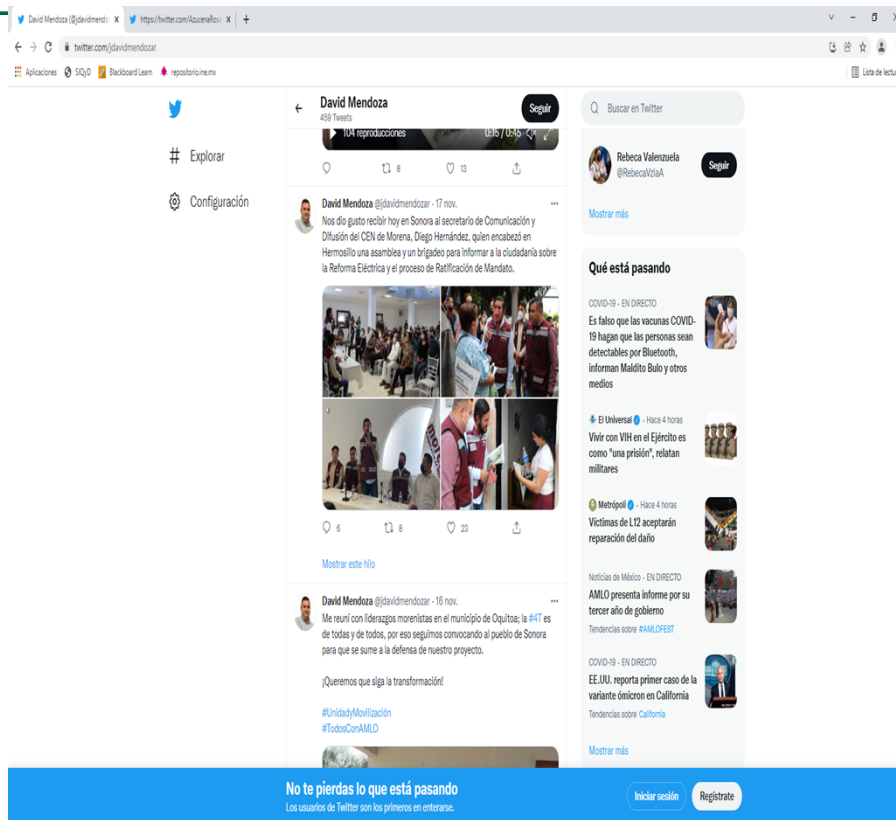 David Mendoza (@jdavidmendoz
https://twitter.com/AzucenaRosa
twitter.com/jdavidmendozar
Aplicaciones
SIQyD
Blackboard Learn
repositorio.ine.mx
Lista de lectu
Explorar
Configuración
David Mendoza
459 Tweets
Seguir
104 reproducciones
0:15 / 0:45
8
13
David Mendoza @jdavidmendozar · 17 nov.
Nos dio gusto recibir hoy en Sonora al secretario de Comunicación y
Difusión del CEN de Morena, Diego Hernández, quien encabezó en
Hermosillo una asamblea y un brigadeo para informar a la ciudadanía sobre
la Reforma Eléctrica y el proceso de Ratificación de Mandato.
6
8
23
Mostrar este hilo
David Mendoza @jdavidmendozar · 16 nov.
Me reuní con liderazgos morenistas en el municipio de Oquitoa; la #4T es
de todas y de todos, por eso seguimos convocando al pueblo de Sonora
para que se sume a la defensa de nuestro proyecto.
¡Queremos que siga la transformación!
#UnidadyMovilización
#TodosConAMLO
Buscar en Twitter
Rebeca Valenzuela
@RebecaVzlaA
Seguir
Mostrar más
Qué está pasando
COVID-19 · EN DIRECTO
Es falso que las vacunas COVID-
19 hagan que las personas sean
detectables por Bluetooth,
informan Maldito Bulo y otros
medios
El Universal · Hace 4 horas
Vivir con VIH en el Ejército es
como "una prisión", relatan
militares
Metrópoli · Hace 4 horas
Víctimas de L12 aceptarán
reparación del daño
Noticias de México · EN DIRECTO
AMLO presenta informe por su
tercer año de gobierno
Tendencias sobre #AMLOFEST
COVID-19 · EN DIRECTO
EE.UU. reporta primer caso de la
variante ómicron en California
Tendencias sobre California
Mostrar más
No te pierdas lo que está pasando
Los usuarios de Twitter son los primeros en enterarse.
Iniciar sesión
Regístrate